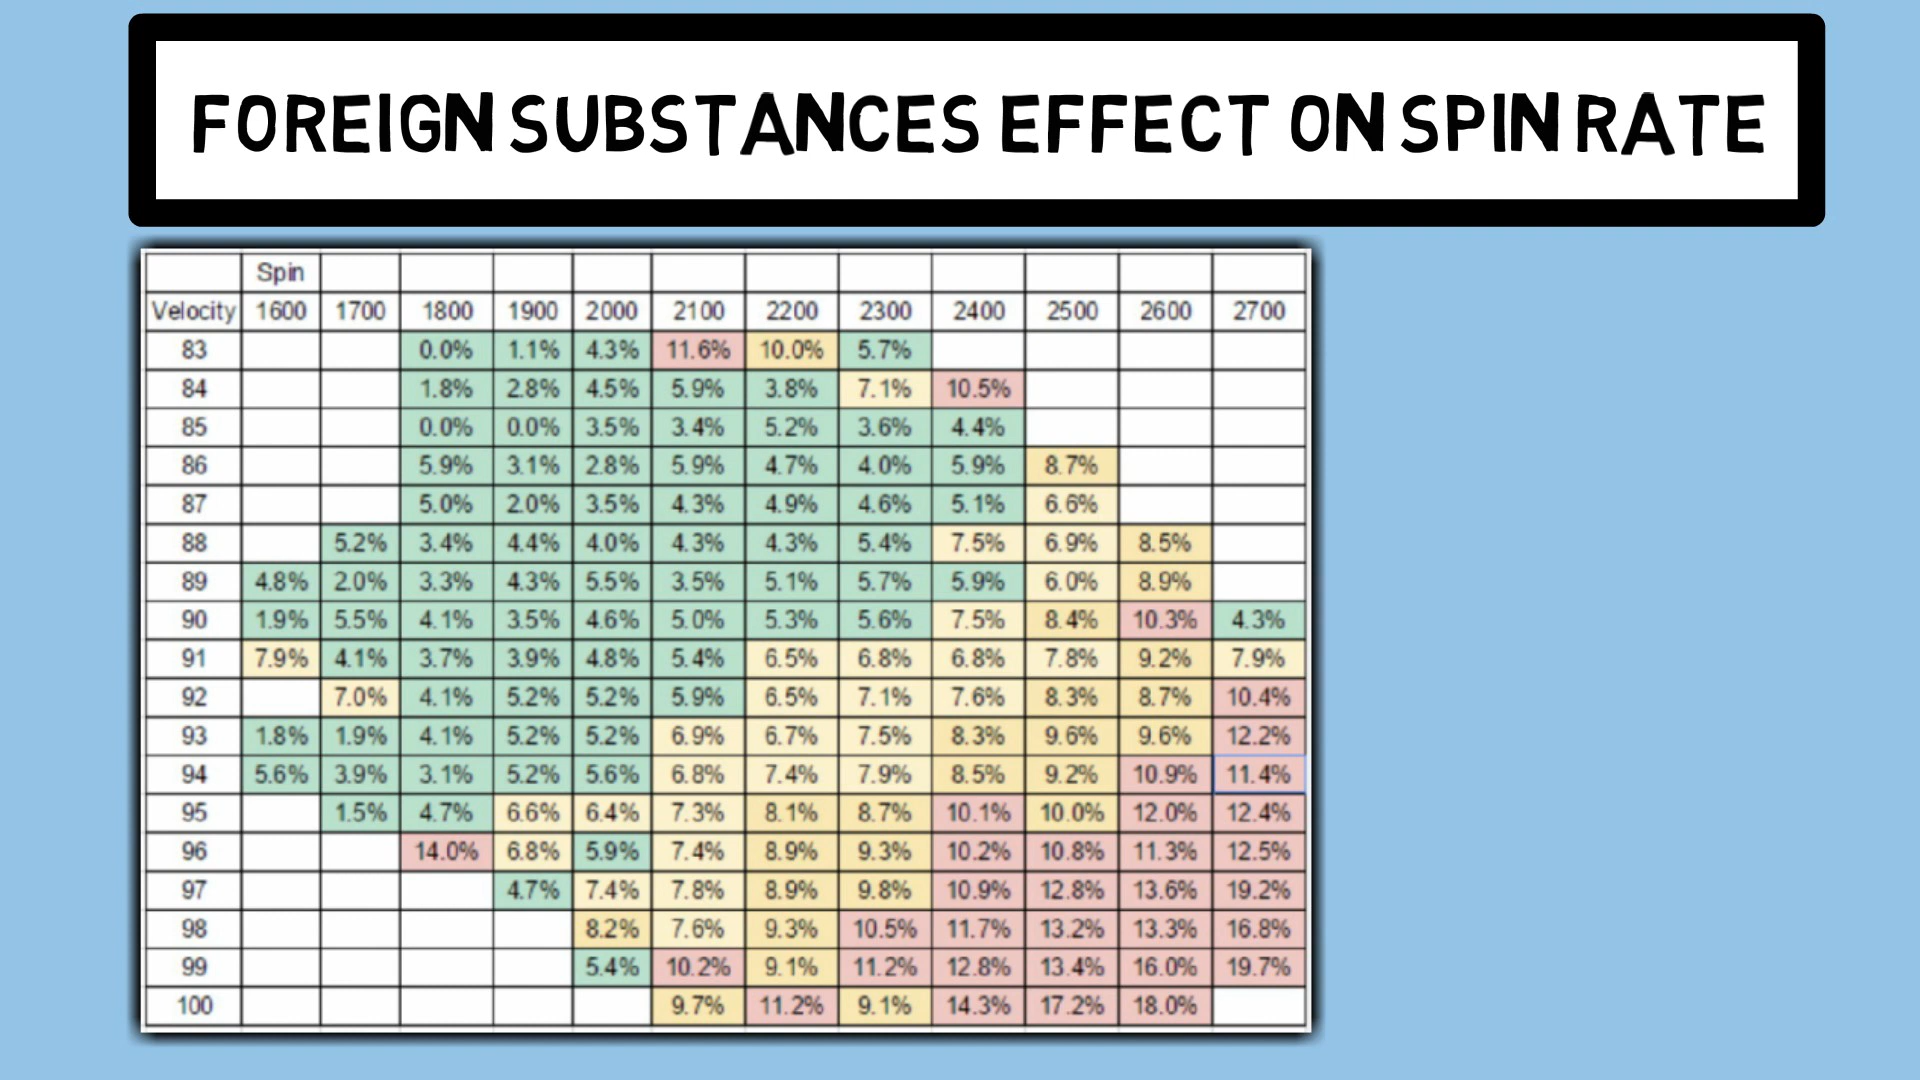 FOREIGN SUBSTANCES EFFECT ON SPIN RATE
Spin
Velocity 1600 1700 1800 1900 2000 2100 2200 2300 2400 2500 2600 2700
83 0.0% 1.1% 4.3% 11.6% 10.0% 5.7%
84 1.8% 2.8% 4.5% 5.9% 3.8% 7.1% 10.5%
85 0.0% 0.0% 3.5% 3.4% 5.2% 3.6% 4.4%
86 5.9% 3.1% 2.8% 5.9% 4.7% 4.0% 5.9% 8.7%
87 5.0% 2.0% 3.5% 4.3% 4.9% 4.6% 5.1% 6.6%
88 5.2% 3.4% 4.4% 4.0% 4.3% 4.3% 5.4% 7.5% 6.9% 8.5%
89 4.8% 2.0% 3.3% 4.3% 5.5% 3.5% 5.1% 5.7% 5.9% 6.0% 8.9%
90 1.9% 5.5% 4.1% 3.5% 4.6% 5.0% 5.3% 5.6% 7.5% 8.4% 10.3% 4.3%
91 7.9% 4.1% 3.7% 3.9% 4.8% 5.4% 6.5% 6.8% 6.8% 7.8% 9.2% 7.9%
92 7.0% 4.1% 5.2% 5.2% 5.9% 6.5% 7.1% 7.6% 8.3% 8.7% 10.4%
93 1.8% 1.9% 4.1% 5.2% 5.2% 6.9% 6.7% 7.5% 8.3% 9.6% 9.6% 12.2%
94 5.6% 3.9% 3.1% 5.2% 5.6% 6.8% 7.4% 7.9% 8.5% 9.2% 10.9% 11.4%
95 1.5% 4.7% 6.6% 6.4% 7.3% 8.1% 8.7% 10.1% 10.0% 12.0% 12.4%
96 14.0% 6.8% 5.9% 7.4% 8.9% 9.3% 10.2% 10.8% 11.3% 12.5%
97 4.7% 7.4% 7.8% 8.9% 9.8% 10.9% 12.8% 13.6% 19.2%
98 8.2% 7.6% 9.3% 10.5% 11.7% 13.2% 13.3% 16.8%
99 5.4% 10.2% 9.1% 11.2% 12.8% 13.4% 16.0% 19.7%
100 9.7% 11.2% 9.1% 14.3% 17.2% 18.0%